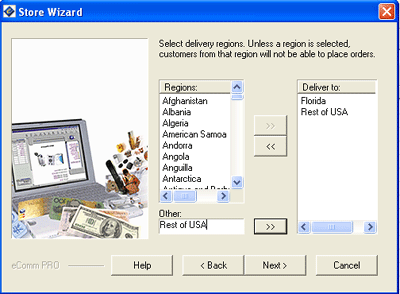 Store Wizard
Select delivery regions. Unless a region is selected,
customers from that region will not be able to place orders.
Regions:
Afghanistan
Albania
Algeria
American Samoa
Andorra
Angola
Anguilla
Antarctica
Antigua and Barb
>>
<<
Deliver to:
Florida
Rest of USA
Other:
Rest of USA
>>
eComm PRO
Help
< Back
Next >
Cancel